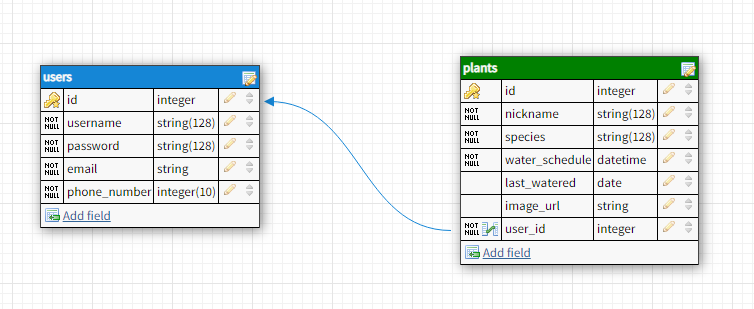 users
id integer
NOT NULL username string(128)
NOT NULL password string(128)
NOT NULL email string
NOT NULL phone_number integer(10)
Add field
plants
id integer
NOT NULL nickname string(128)
NOT NULL species string(128)
NOT NULL water_schedule datetime
last_watered date
image_url string
NOT NULL user_id integer
Add field